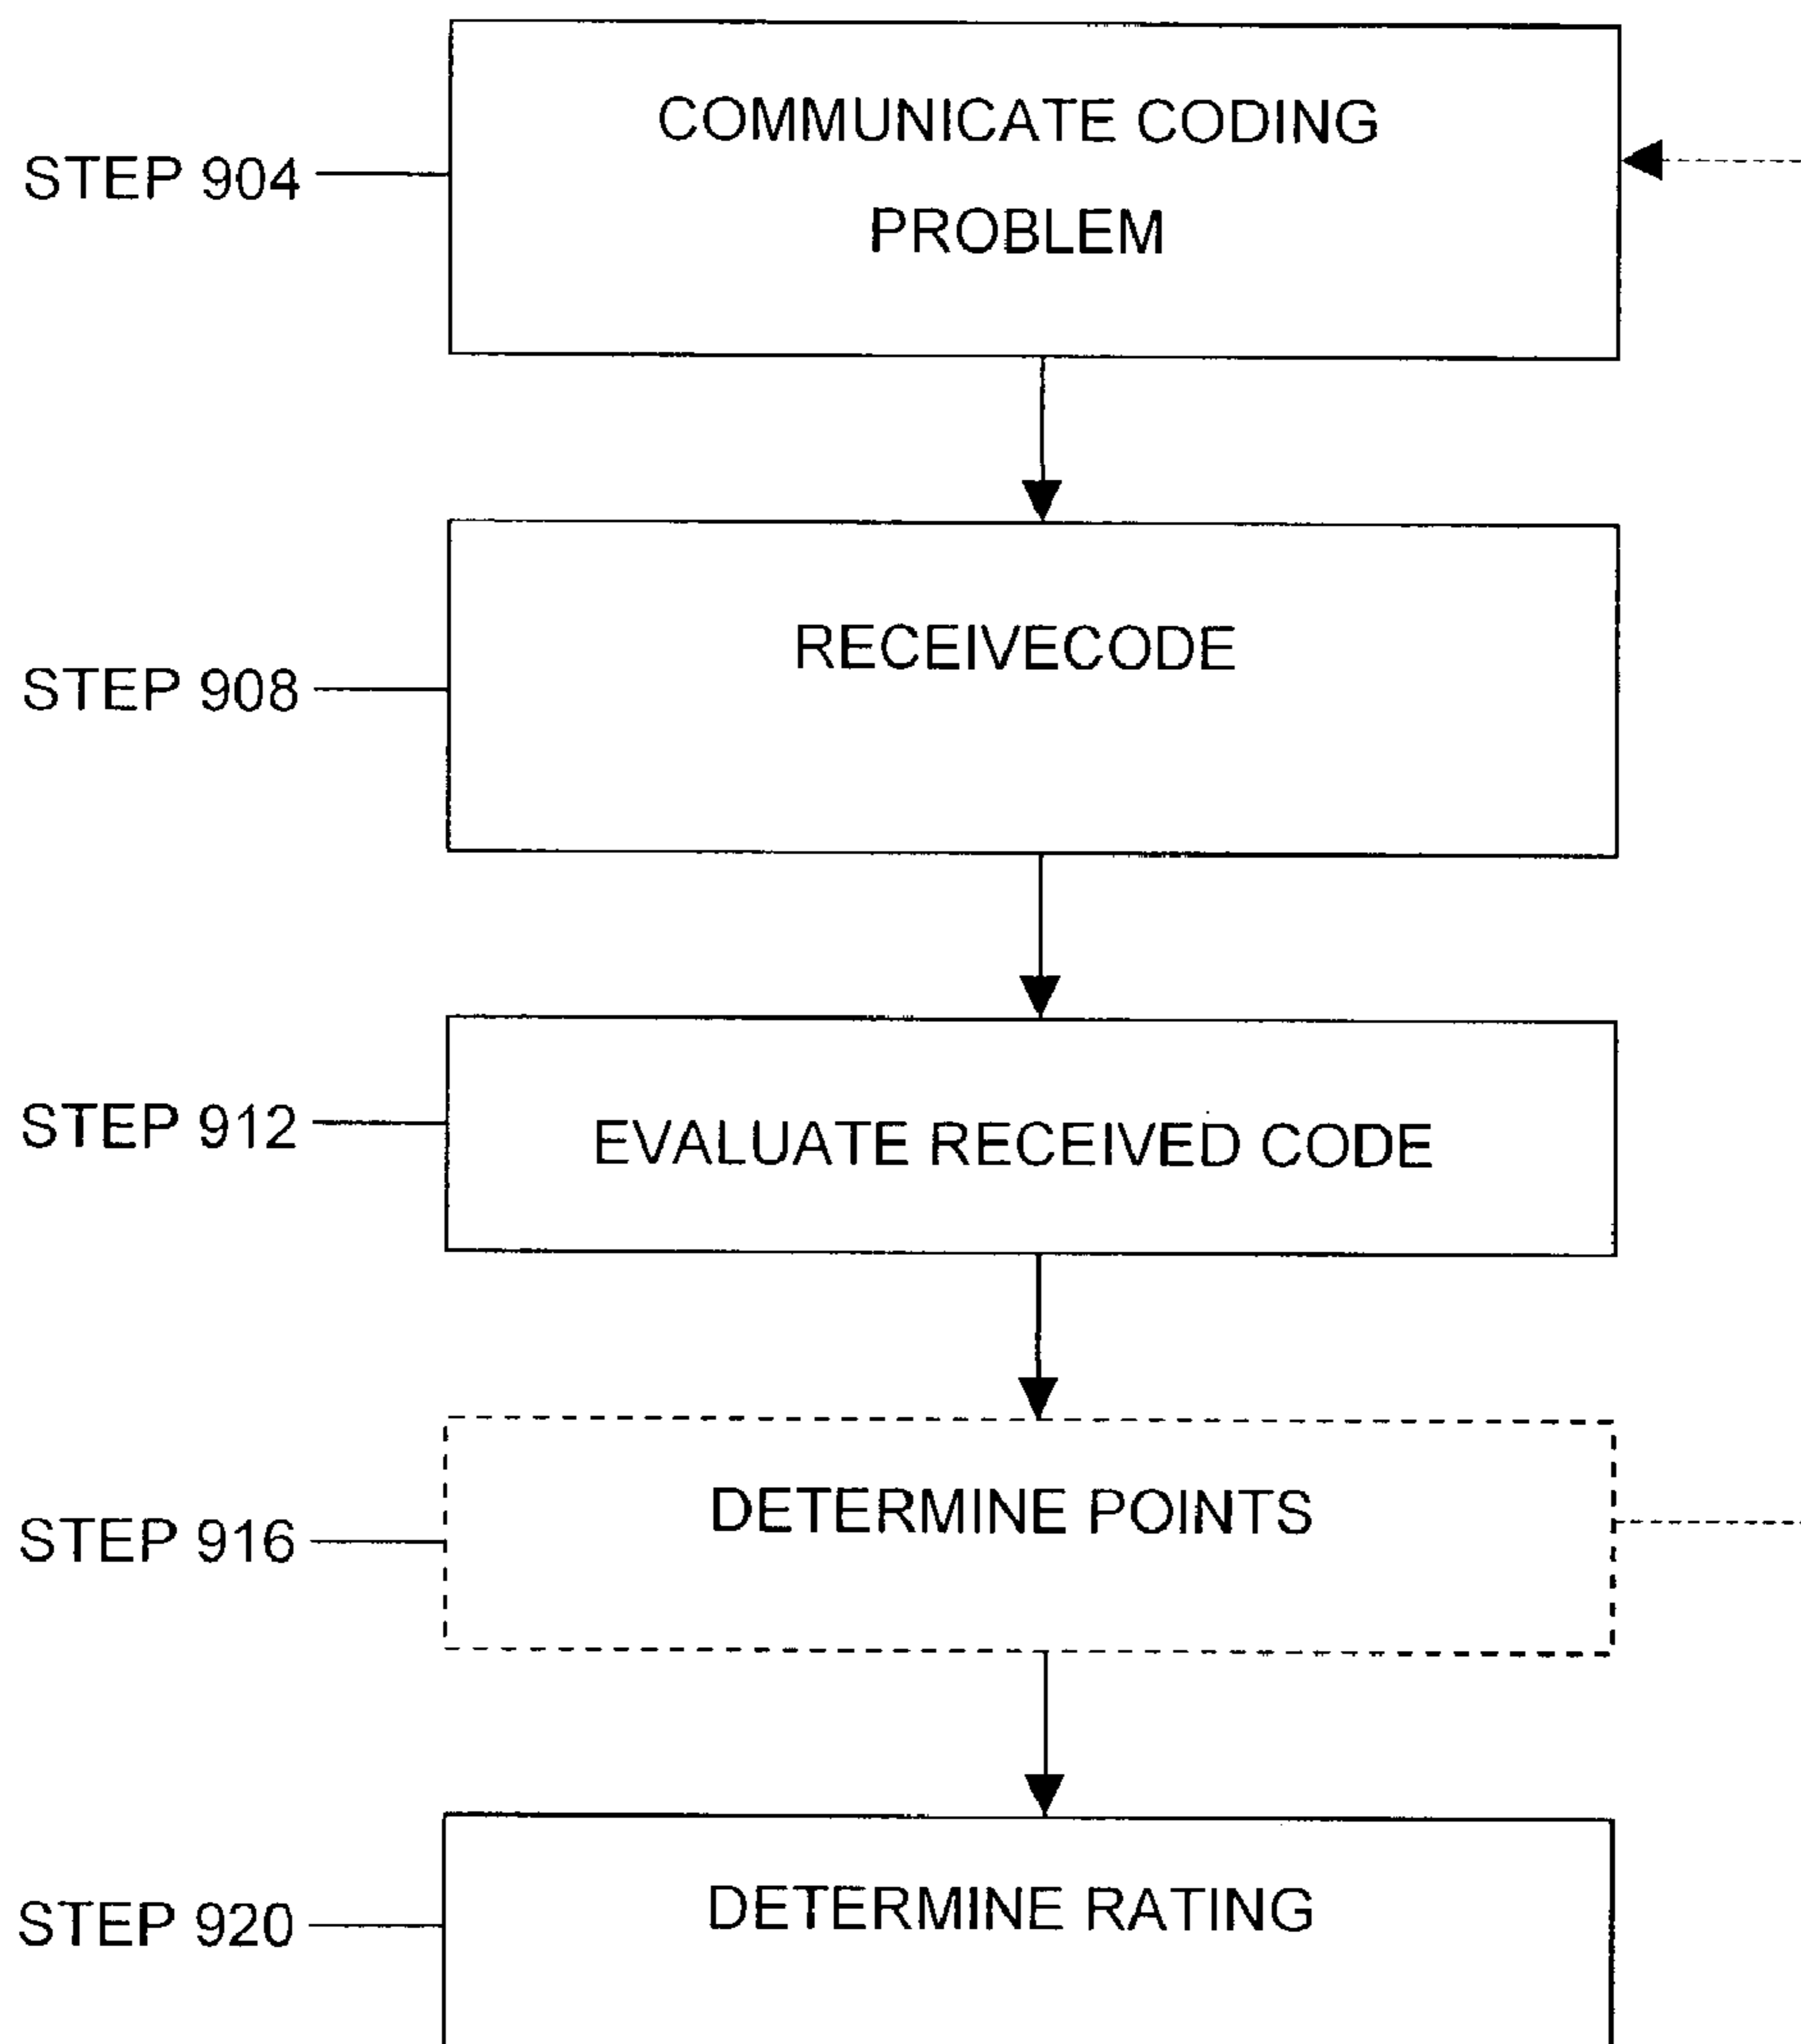 COMMUNICATE CODING
PROBLEM
STEP 904
RECEIVECODE
STEP 908
EVALUATE RECEIVED CODE
STEP 912
DETERMINE POINTS
STEP 916
DETERMINE RATING
STEP 920